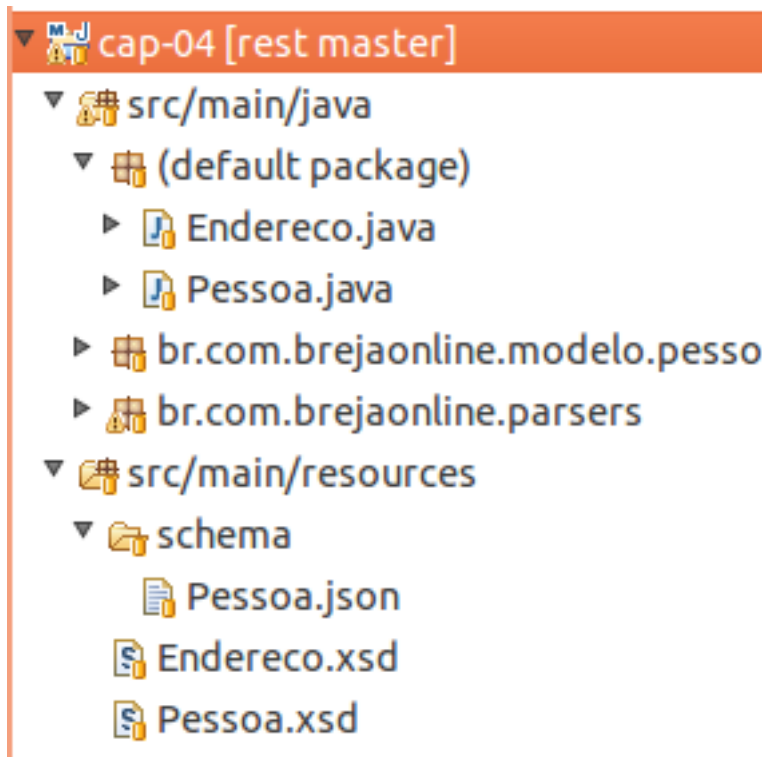 cap-04 [rest master]
src/main/java
(default package)
Endereco.java
Pessoa.java
br.com.brejaonline.modelo.pesso
br.com.brejaonline.parsers
src/main/resources
schema
Pessoa.json
Endereco.xsd
Pessoa.xsd